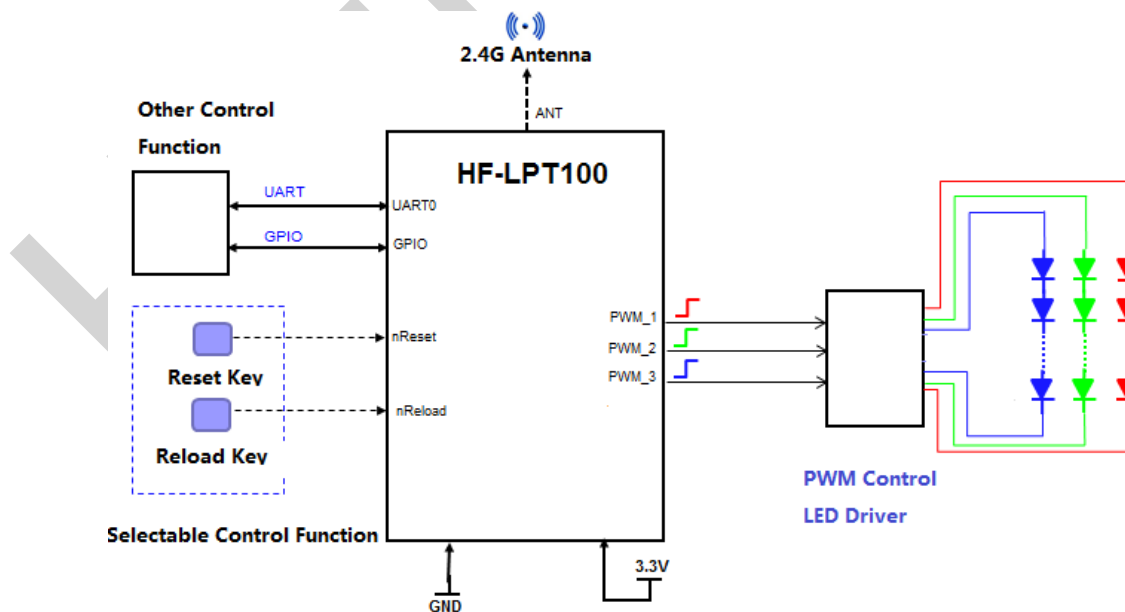 2.4G Antenna
ANT
Other Control
Function
HF-LPT100
UART
UART0
GPIO
GPIO
PWM_1
PWM_2
PWM_3
nReset
Reset Key
nReload
Reload Key
PWM Control
LED Driver
Selectable Control Function
3.3V
GND